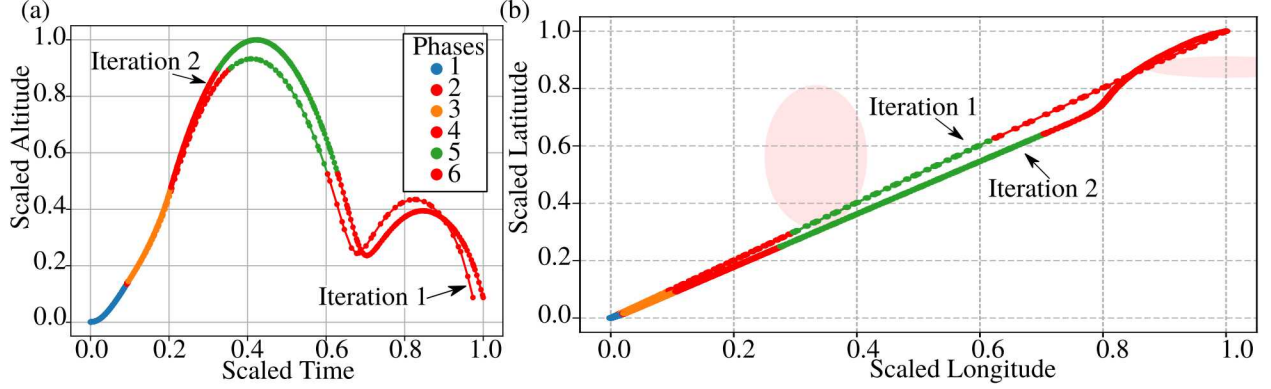 (a)
Scaled Altitude
1.0
0.8
0.6
0.4
0.2
0.0
Iteration 2
Phases
1
2
3
4
5
6
Iteration 1
0.0 0.2 0.4 0.6 0.8 1.0
Scaled Time
(b)
Scaled Latitutde
1.0
0.8
0.6
0.4
0.2
0.0
Iteration 1
Iteration 2
0.0 0.2 0.4 0.6 0.8 1.0
Scaled Longitude